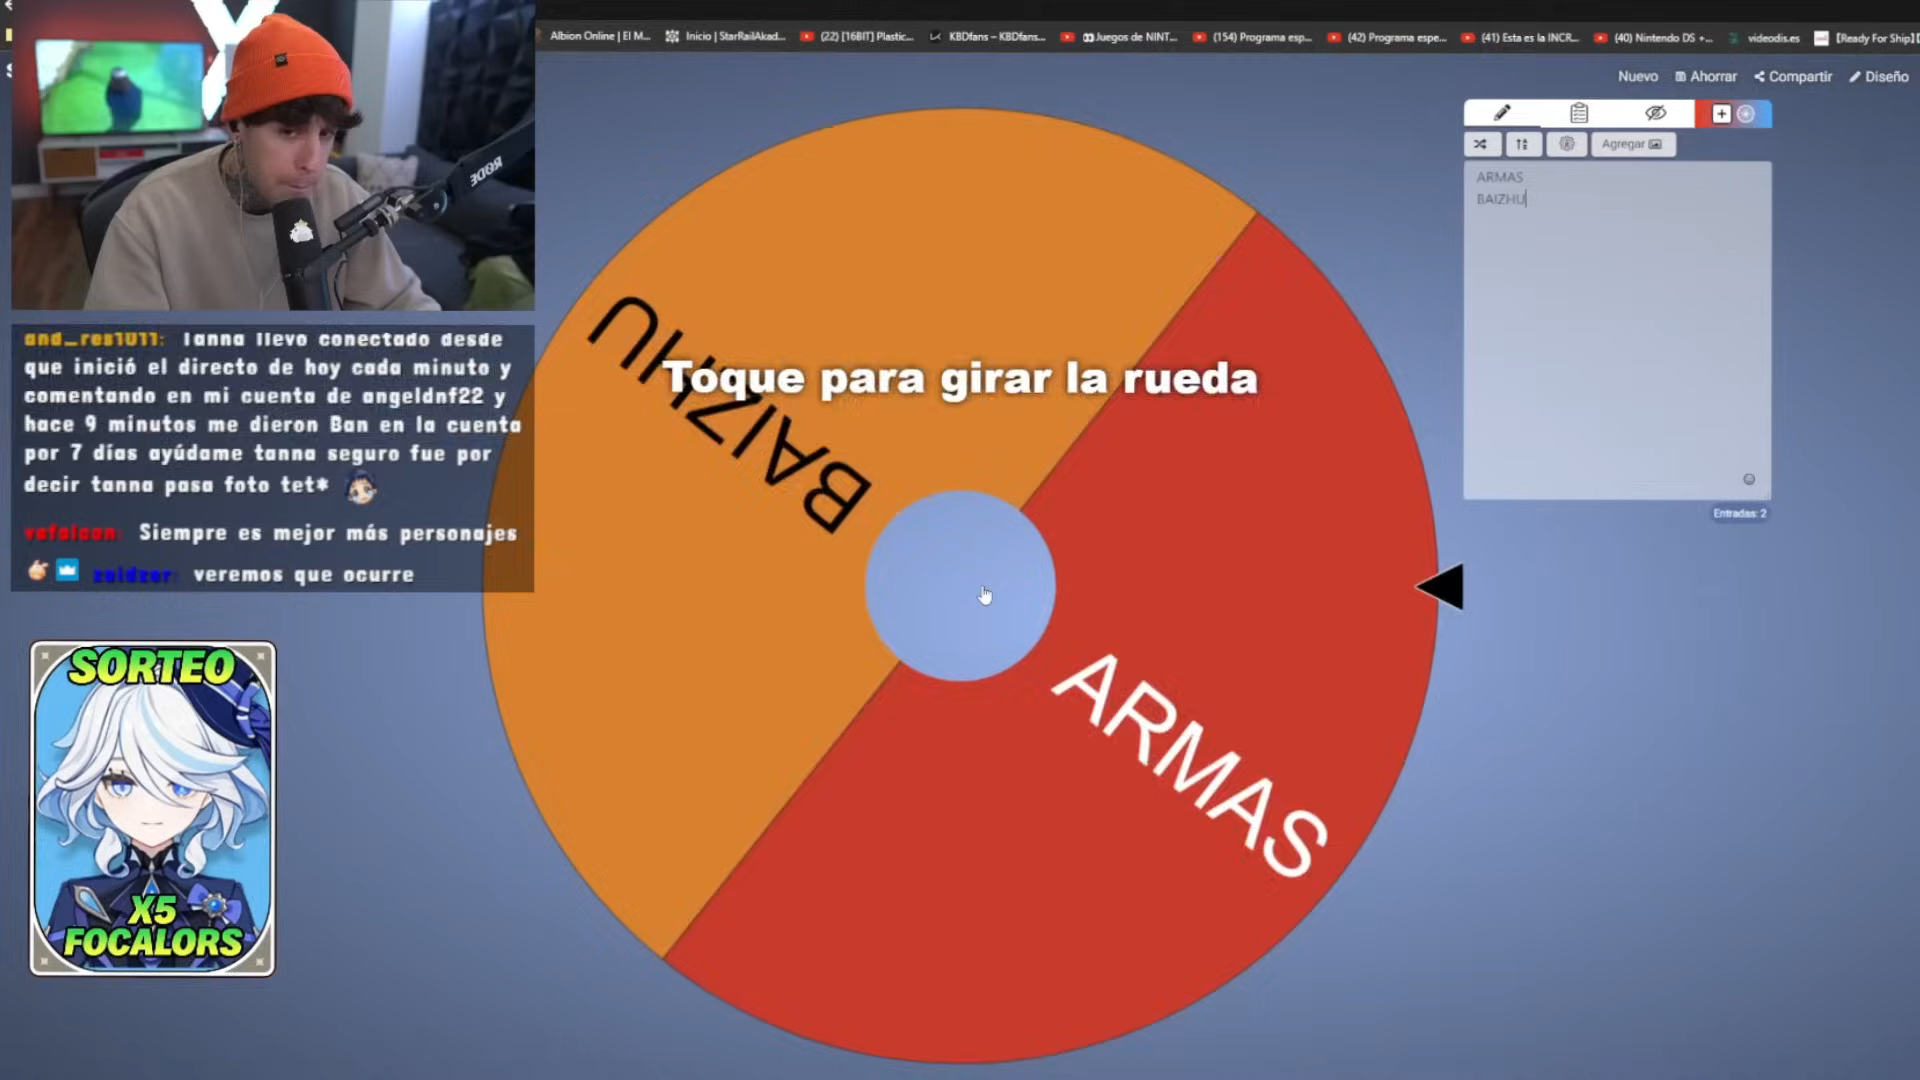 Albion Online | El M...
Inicio | StarRailAkad...
(22) [16BIT] Plastic...
KBDfans – KBDfans...
Juegos de NINT...
(154) Programa esp...
(42) Programa espe...
(41) Esta es la INCR...
(40) Nintendo DS +...
videodis.es
[Ready For Ship]
Nuevo
Ahorrar
Compartir
Diseño
Agregar
ARMAS
BAIZHU
Entradas: 2
RØDE
and_res1011: Tanna llevo conectado desde
que inició el directo de hoy cada minuto y
comentando en mi cuenta de angeldnf22 y
hace 9 minutos me dieron Ban en la cuenta
por 7 días ayúdame tanna seguro fue por
decir tanna pasa foto tet*
Siempre es mejor más personajes
zaidzer: veremos que ocurre
Toque para girar la rueda
BAIZHU
ARMAS
SORTEO
X5
FOCALORS